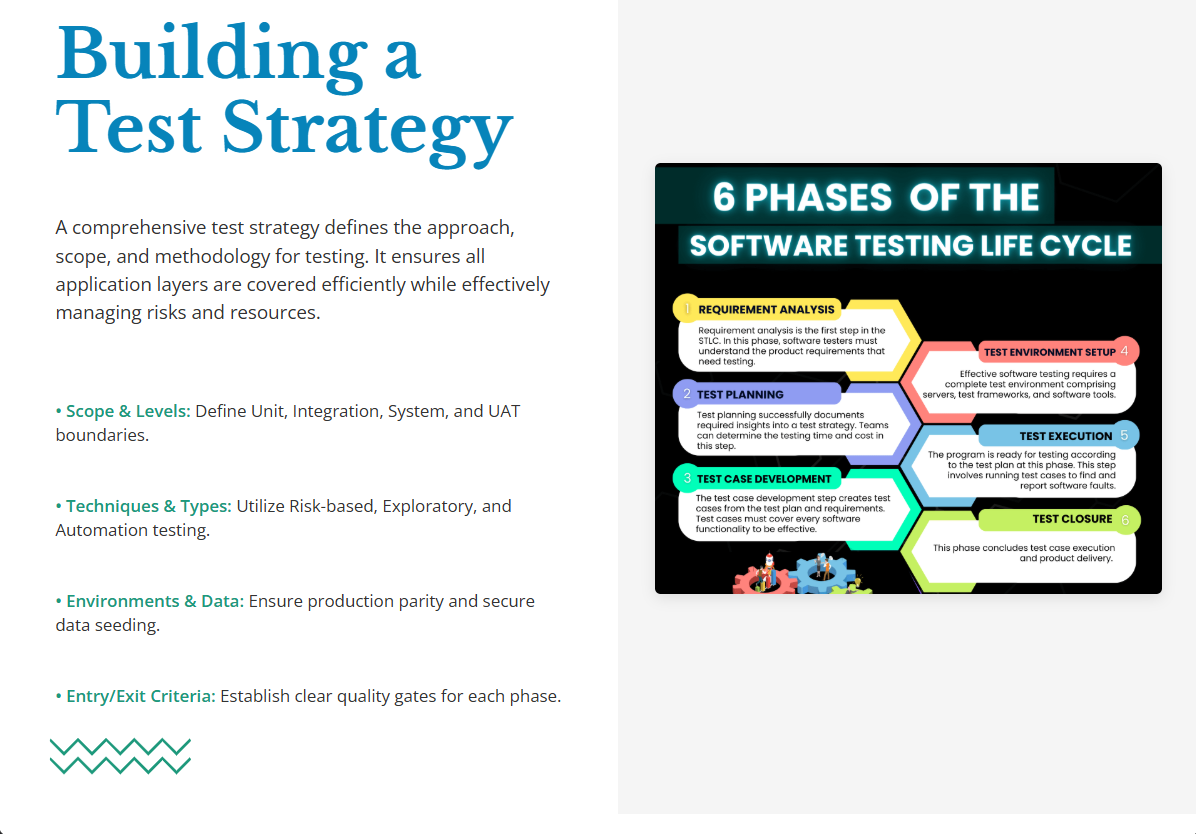 Building a
Test Strategy
A comprehensive test strategy defines the approach,
scope, and methodology for testing. It ensures all
application layers are covered efficiently while effectively
managing risks and resources.
• Scope & Levels: Define Unit, Integration, System, and UAT
boundaries.
• Techniques & Types: Utilize Risk-based, Exploratory, and
Automation testing.
• Environments & Data: Ensure production parity and secure
data seeding.
• Entry/Exit Criteria: Establish clear quality gates for each phase.
6 PHASES OF THE
SOFTWARE TESTING LIFE CYCLE
1 REQUIREMENT ANALYSIS
Requirement analysis is the first step in the
STLC. In this phase, software testers must
understand the product requirements that
need testing.
2 TEST PLANNING
Test planning successfully documents
required insights into a test strategy. Teams
can determine the testing time and cost in
this step.
3 TEST CASE DEVELOPMENT
The test case development step creates test
cases from the test plan and requirements.
Test cases must cover every software
functionality to be effective.
TEST ENVIRONMENT SETUP 4
Effective software testing requires a
complete test environment comprising
servers, test frameworks, and software tools.
TEST EXECUTION 5
The program is ready for testing according
to the test plan at this phase. This step
involves running test cases to find and
report software faults.
TEST CLOSURE 6
This phase concludes test case execution
and product delivery.